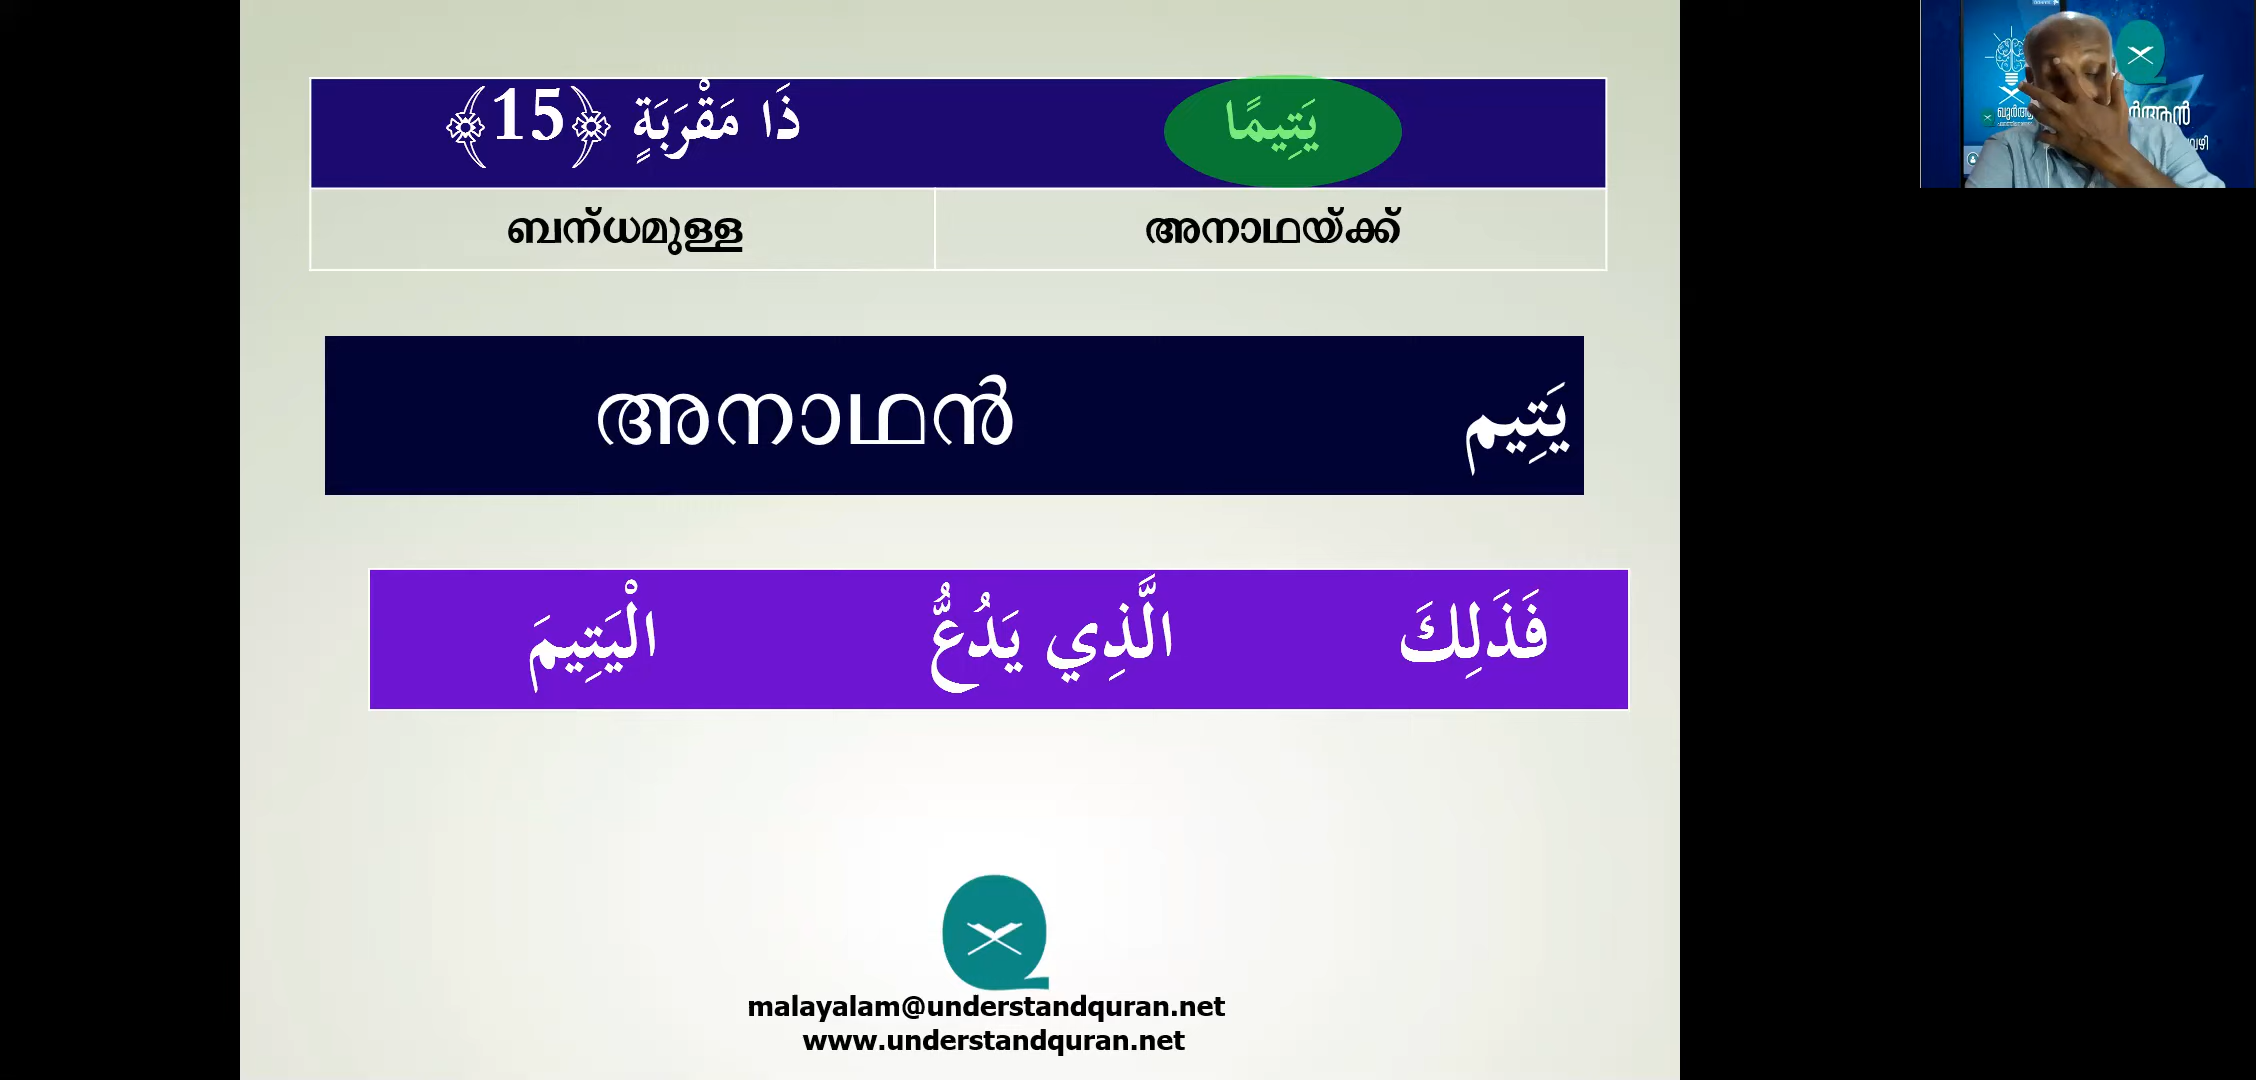 يَتِيمًا ذَا مَقْرَبَةٍ ﴿15﴾
ബന്ധമുള്ള അനാഥയ്ക്ക്
അനാഥൻ يَتِيم
فَذَلِكَ الَّذِي يَدُعُّ الْيَتِيمَ
malayalam@understandquran.net
www.understandquran.net